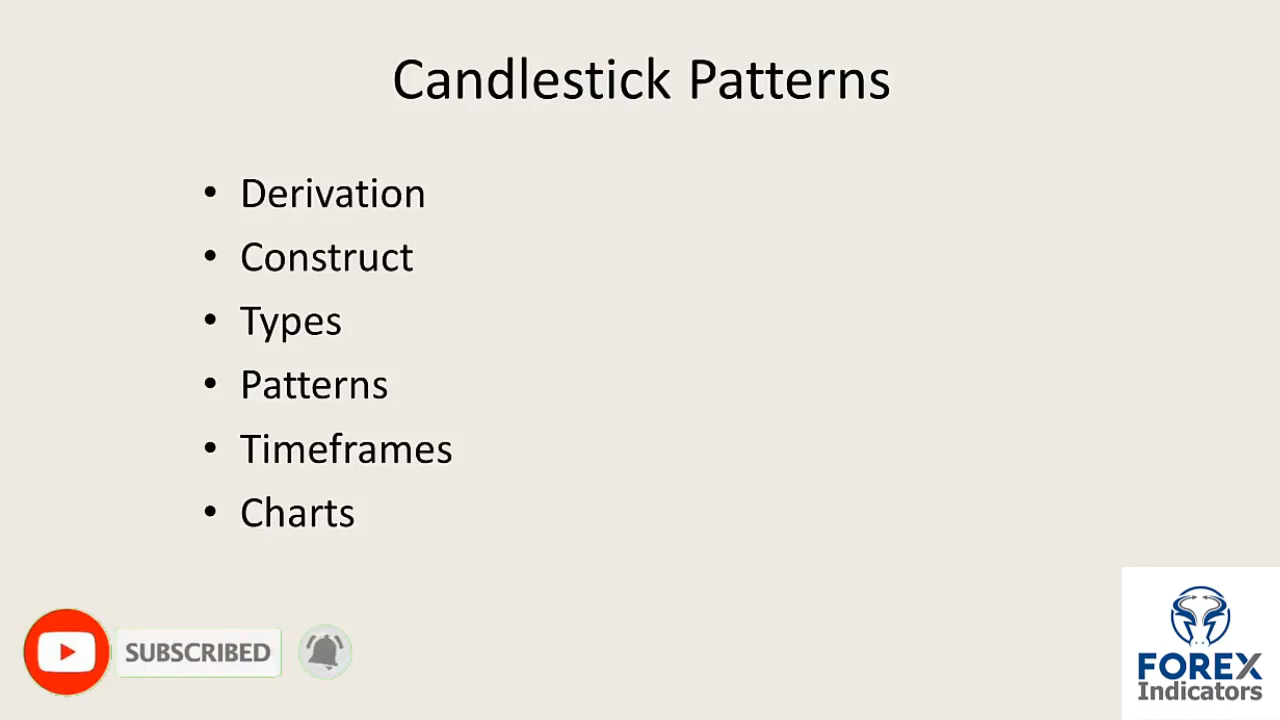 Candlestick Patterns
• Derivation
• Construct
• Types
• Patterns
• Timeframes
• Charts
SUBSCRIBED
FOREX
Indicators